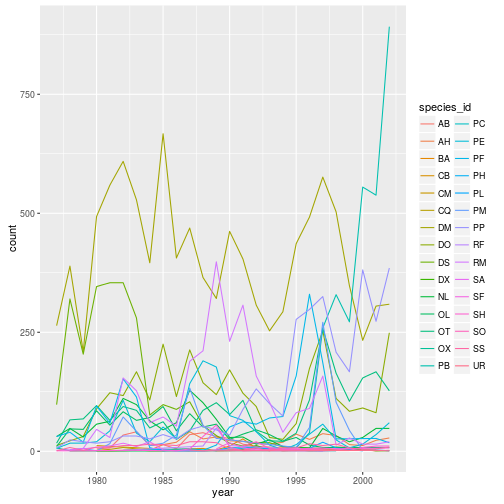 750
500
250
0
count
1980
1985
1990
1995
2000
year
species_id
AB
AH
BA
CB
CM
CQ
DM
DO
DS
DX
NL
OL
OT
OX
PB
PC
PE
PF
PH
PL
PM
PP
RF
RM
SA
SF
SH
SO
SS
UR